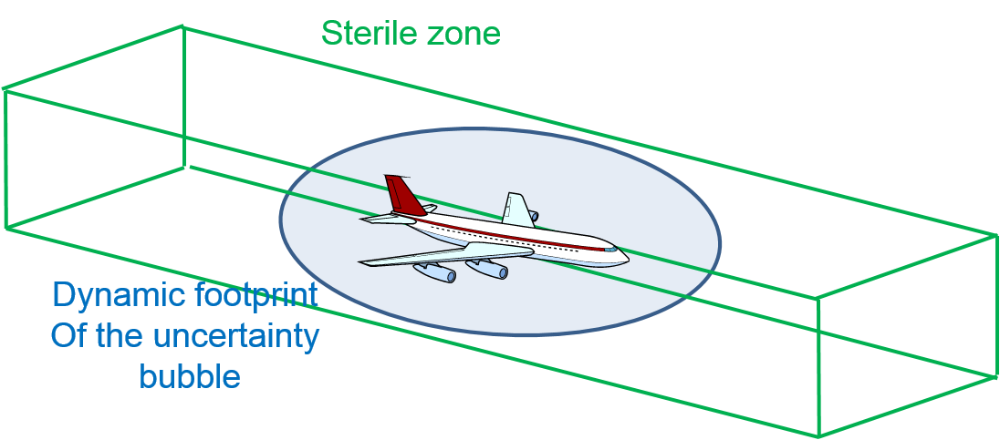 Sterile zone
Dynamic footprint
Of the uncertainty
bubble